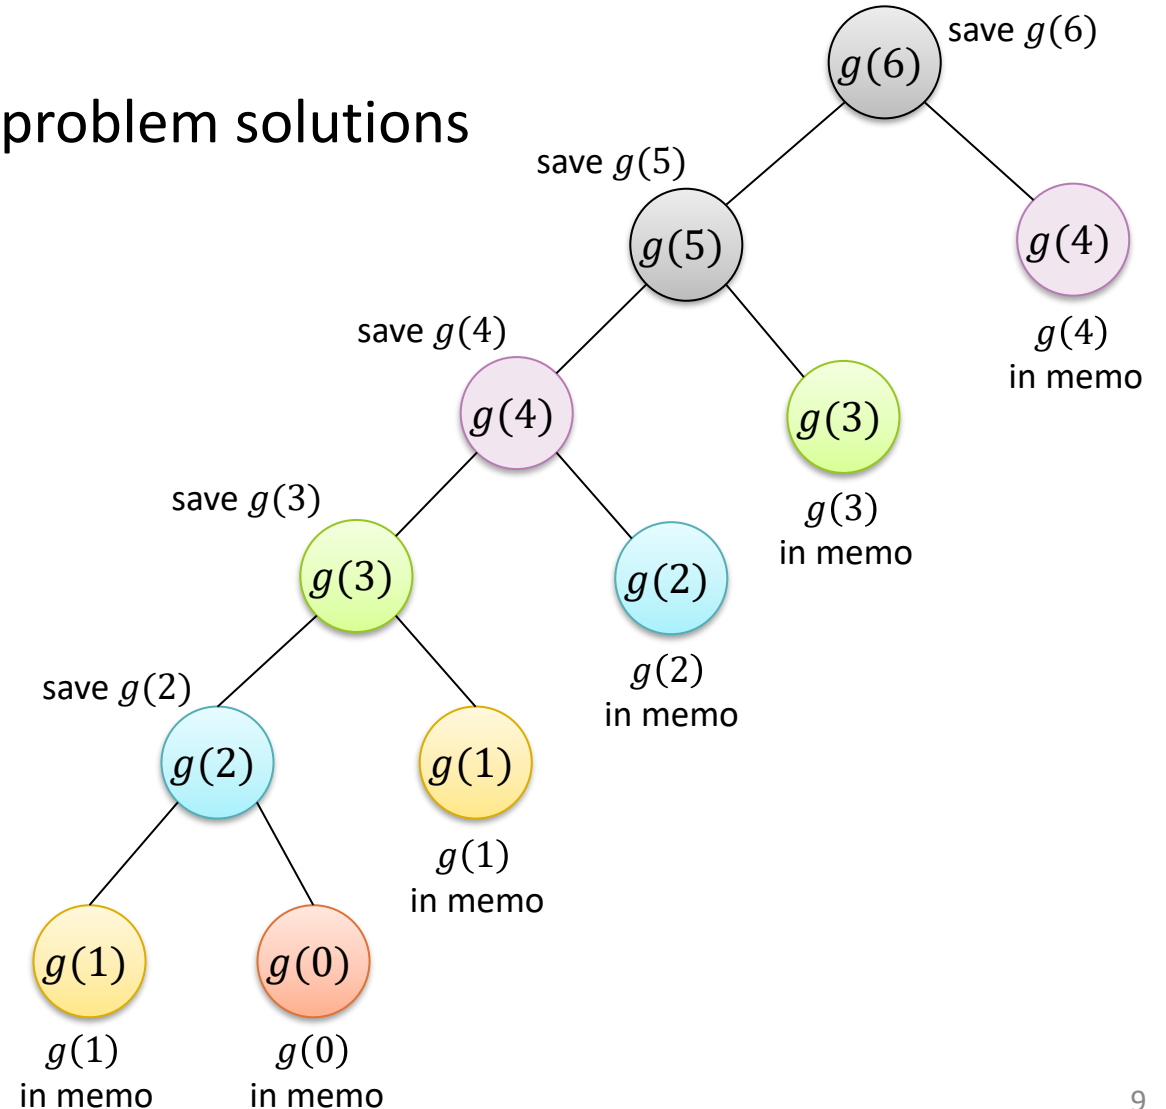 save g(6)
g(6)
problem solutions
save g(5)
g(5)
g(4)
g(4)
in memo
save g(4)
g(4)
g(3)
g(3)
in memo
save g(3)
g(3)
g(2)
g(2)
in memo
save g(2)
g(2)
g(1)
g(1)
in memo
g(1)
g(0)
g(1)
in memo
g(0)
in memo
9